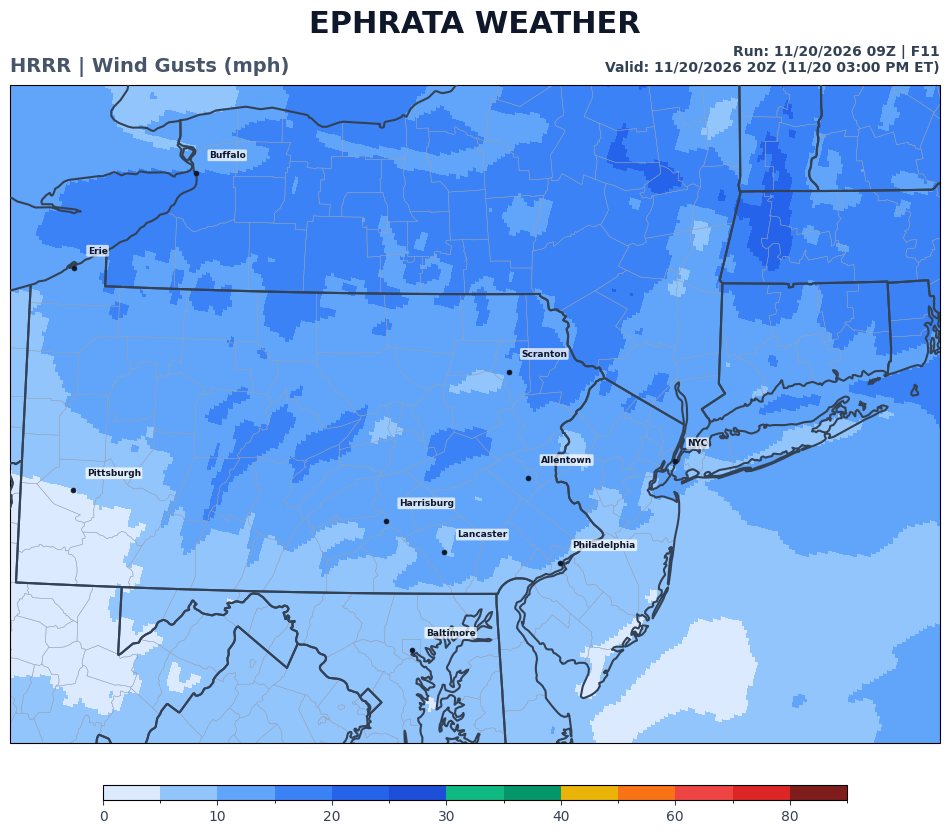 EPHRATA WEATHER
HRRR | Wind Gusts (mph)
Run: 11/20/2026 09Z | F11
Valid: 11/20/2026 20Z (11/20 03:00 PM ET)
Buffalo
Erie
Scranton
NYC
Allentown
Pittsburgh
Harrisburg
Lancaster
Philadelphia
Baltimore
0 10 20 30 40 60 80